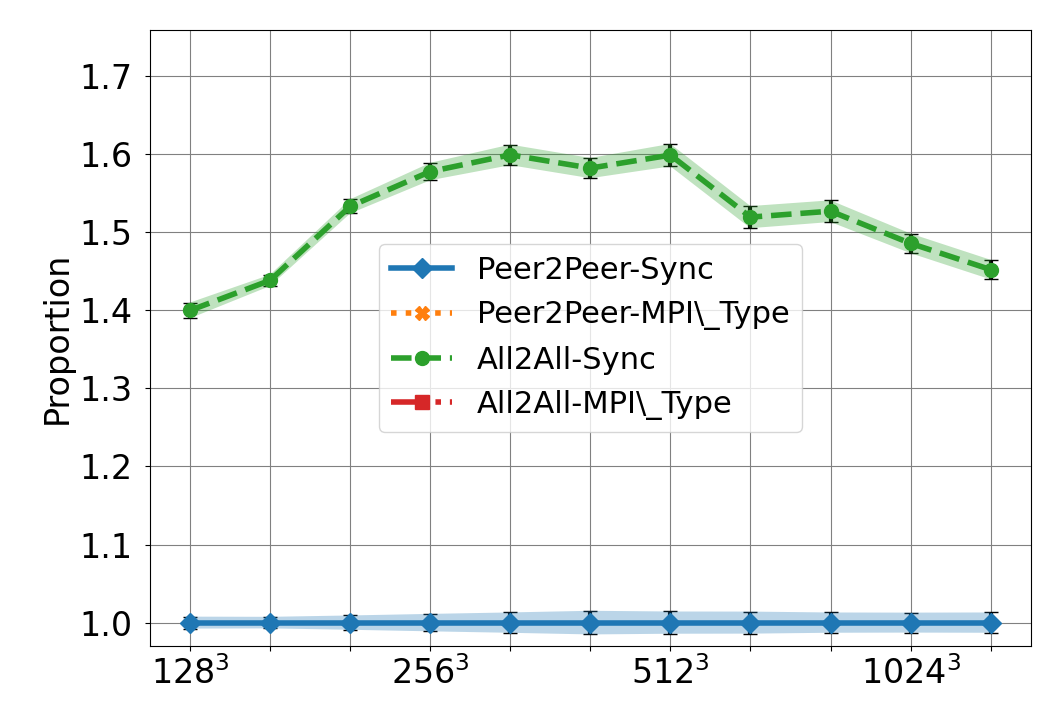 Proportion
1.7
1.6
1.5
1.4
1.3
1.2
1.1
1.0
Peer2Peer-Sync
Peer2Peer-MPI\_Type
All2All-Sync
All2All-MPI\_Type
128³ 256³ 512³ 1024³